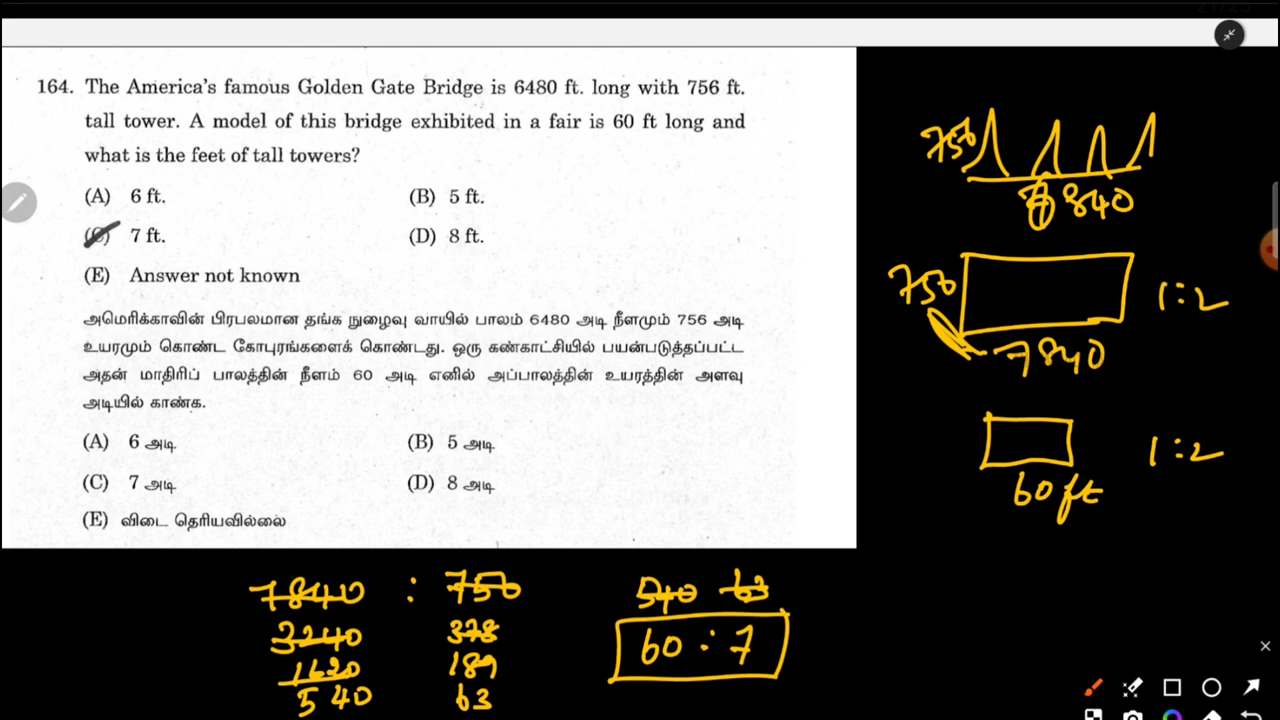 164. The America's famous Golden Gate Bridge is 6480 ft. long with 756 ft.
tall tower. A model of this bridge exhibited in a fair is 60 ft long and
what is the feet of tall towers?
(A) 6 ft.
(B) 5 ft.
(C) 7 ft.
(D) 8 ft.
(E) Answer not known
அமெரிக்காவின் பிரபலமான தங்க நுழைவு வாயில் பாலம் 6480 அடி நீளமும் 756 அடி
உயரமும் கொண்ட கோபுரங்களைக் கொண்டது. ஒரு கண்காட்சியில் பயன்படுத்தப்பட்ட
அதன் மாதிரிப் பாலத்தின் நீளம் 60 அடி எனில் அப்பாலத்தின் உயரத்தின் அளவு
அடியில் காண்க.
(A) 6 அடி
(B) 5 அடி
(C) 7 அடி
(D) 8 அடி
(E) விடை தெரியவில்லை
756
840
756
1:2
7840
1:2
60 ft
7840 : 756
540 63
3240 378
60 : 7
1620 189
540 63